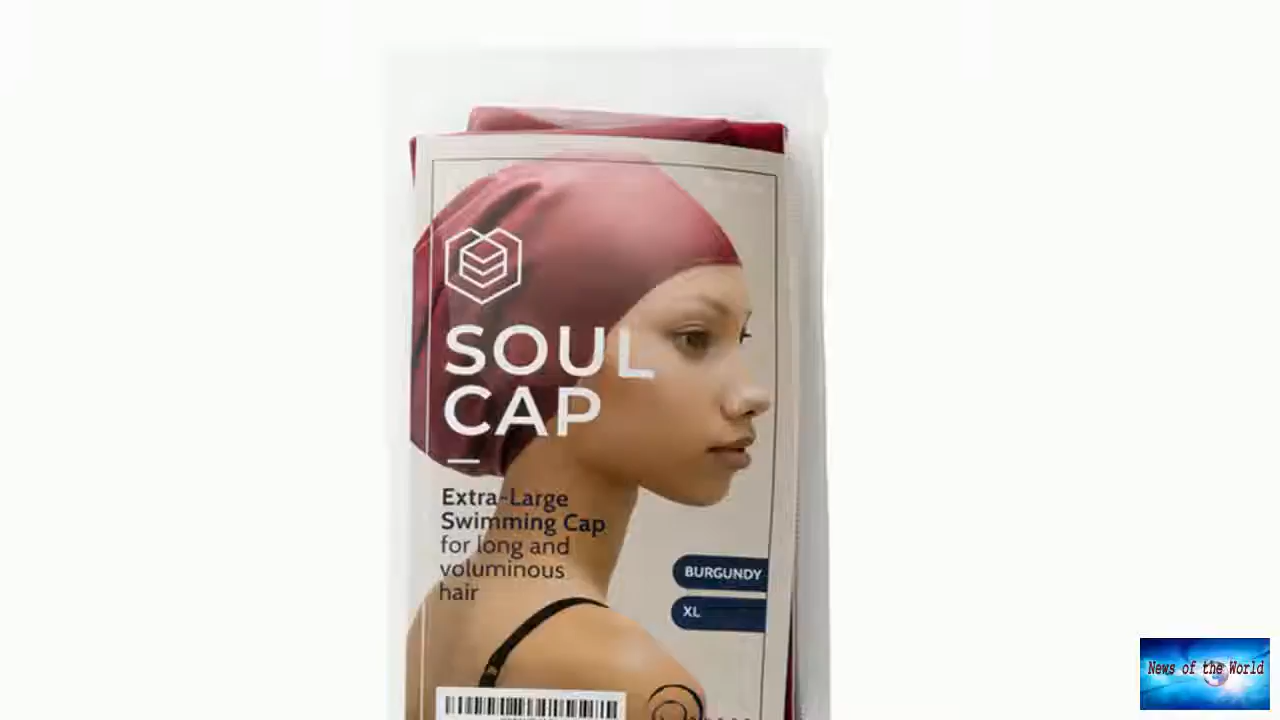 SOUL
CAP
Extra-Large
Swimming Cap
for long and
voluminous
hair
BURGUNDY
XL
News of the World